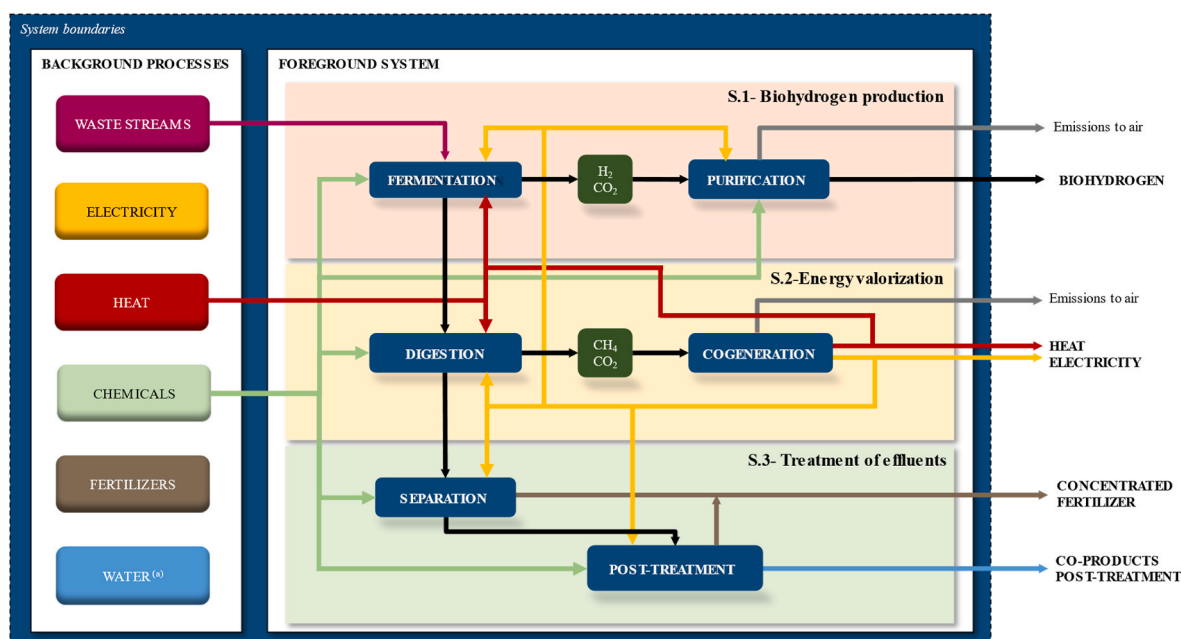 System boundaries
BACKGROUND PROCESSES
WASTE STREAMS
ELECTRICITY
HEAT
CHEMICALS
FERTILIZERS
WATER (a)
FOREGROUND SYSTEM
S.1- Biohydrogen production
FERMENTATION
H2
CO2
PURIFICATION
S.2-Energy valorization
DIGESTION
CH4
CO2
COGENERATION
S.3- Treatment of effluents
SEPARATION
POST-TREATMENT
Emissions to air
BIOHYDROGEN
Emissions to air
HEAT
ELECTRICITY
CONCENTRATED
FERTILIZER
CO-PRODUCTS
POST-TREATMENT